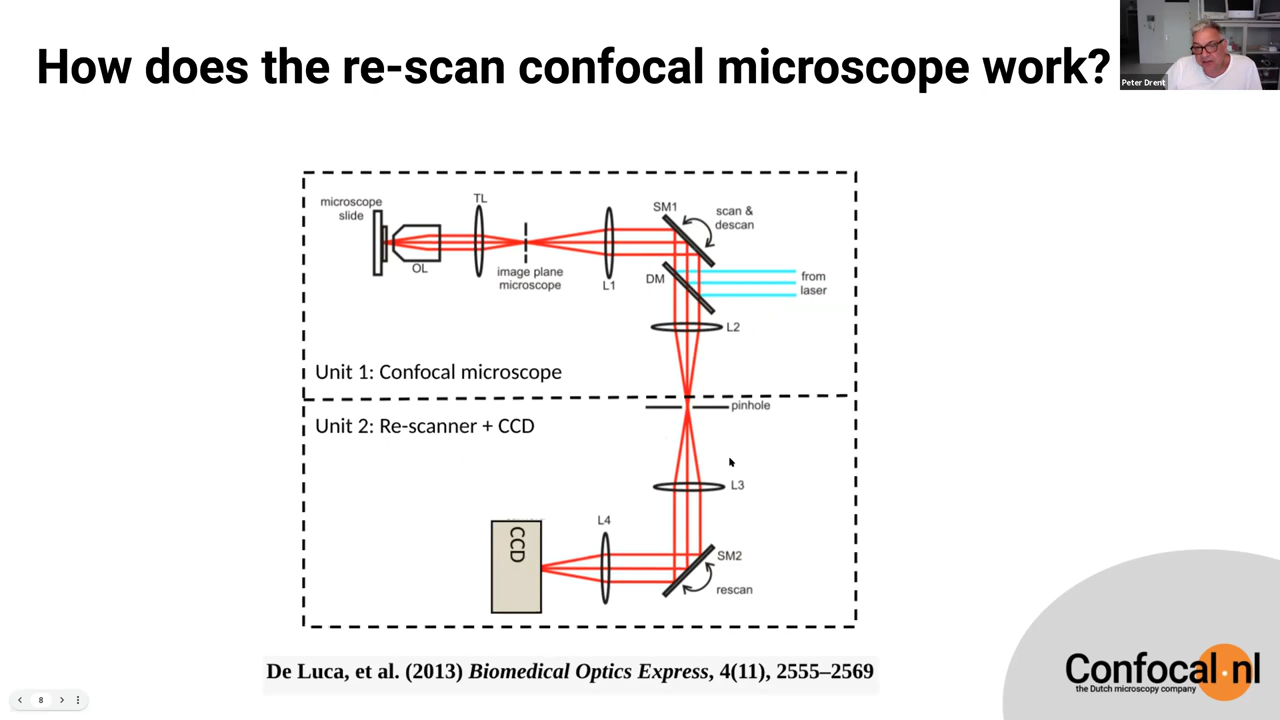 How does the re-scan confocal microscope work?
Peter Drent
microscope
slide
OL
TL
image plane
microscope
L1
SM1
scan &
descan
DM
from
laser
L2
Unit 1: Confocal microscope
pinhole
Unit 2: Re-scanner + CCD
L3
CCD
L4
SM2
rescan
De Luca, et al. (2013) Biomedical Optics Express, 4(11), 2555–2569
Confocal.nl
the Dutch microscopy company
8